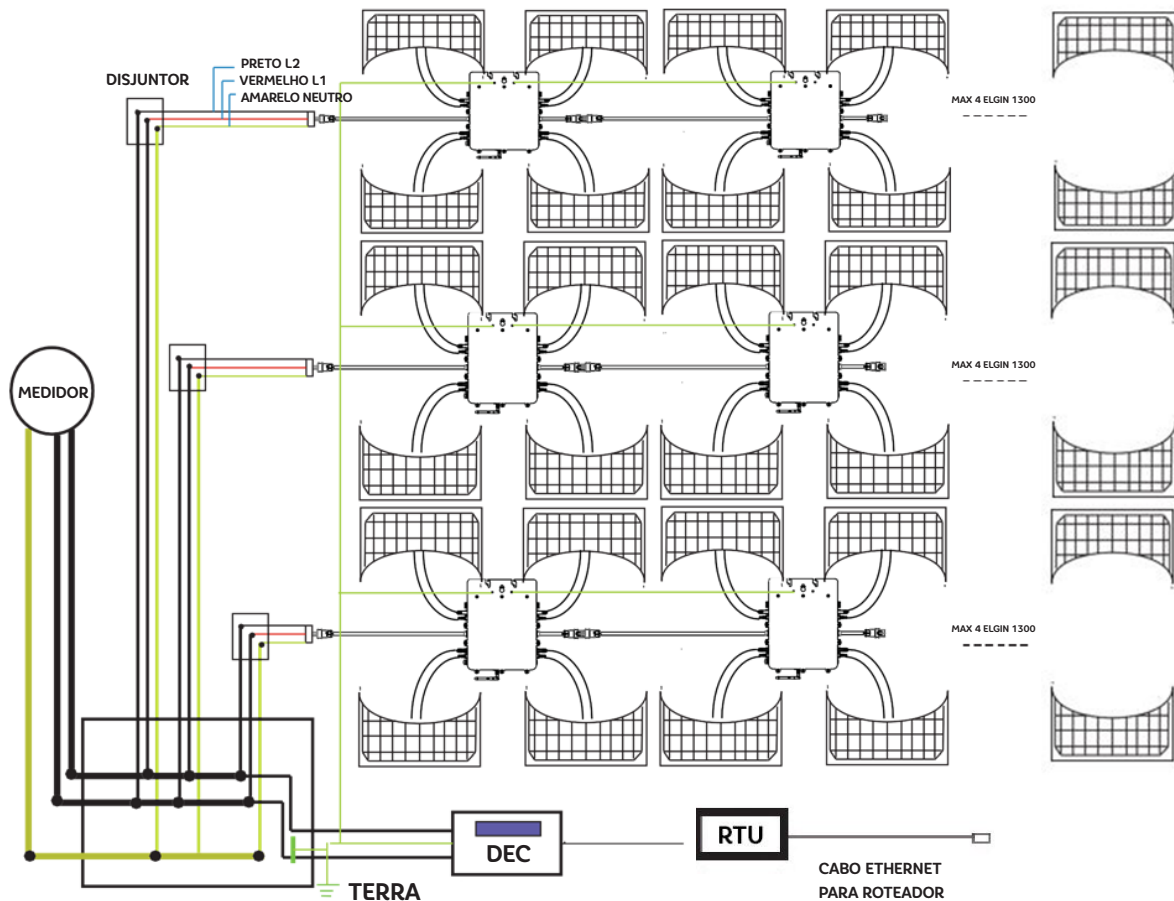 PRETO L2
DISJUNTOR
VERMELHO L1
AMARELO NEUTRO
MAX 4 ELGIN 1300
MAX 4 ELGIN 1300
MEDIDOR
MAX 4 ELGIN 1300
DEC
RTU
TERRA
CABO ETHERNET
PARA ROTEADOR